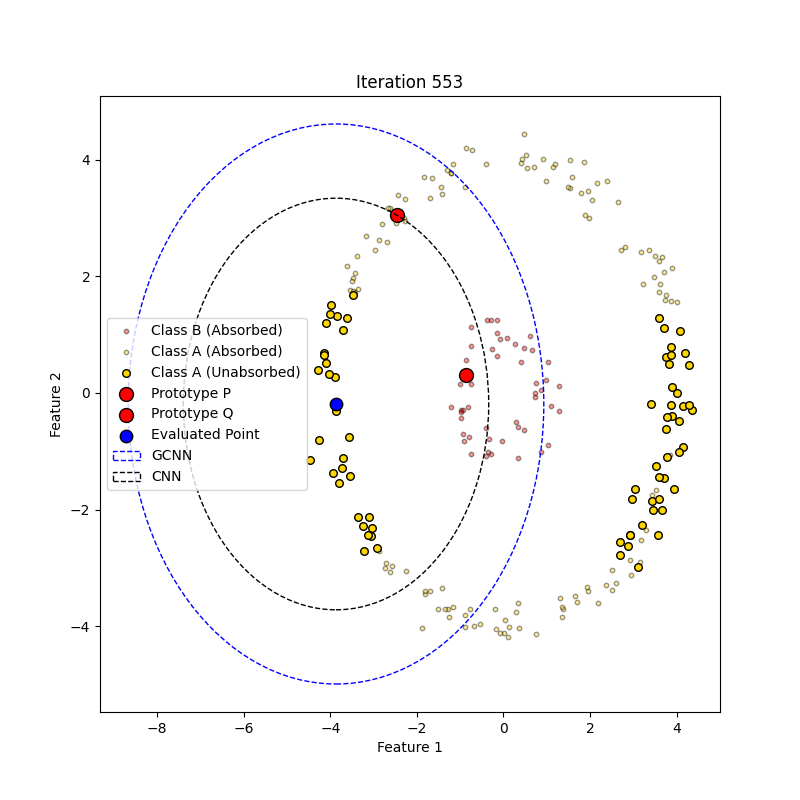 Iteration 553
4
2
0
−2
−4
Feature 2
Class B (Absorbed)
Class A (Absorbed)
Class A (Unabsorbed)
Prototype P
Prototype Q
Evaluated Point
GCNN
CNN
−8 −6 −4 −2 0 2 4
Feature 1